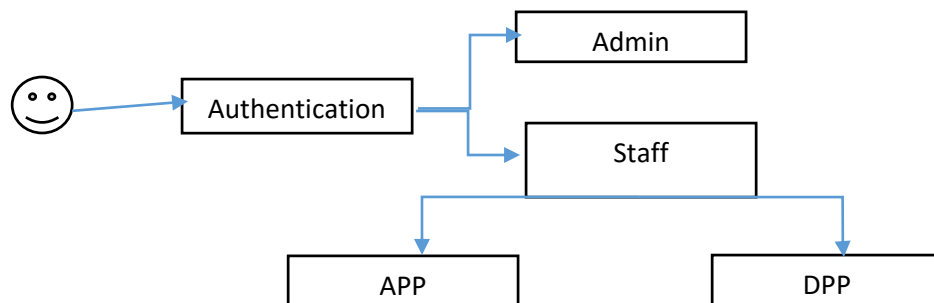 Admin
Authentication
Staff
APP
DPP